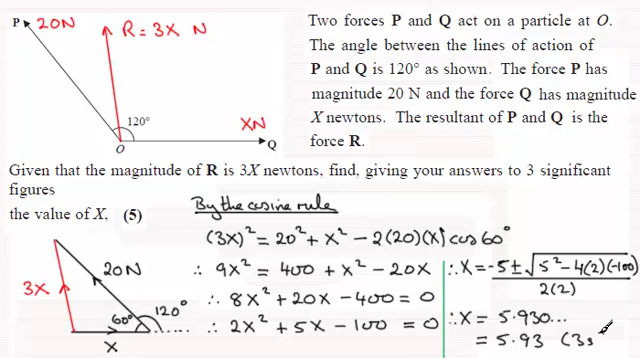 P 20N R = 3X N
Two forces P and Q act on a particle at O.
The angle between the lines of action of
P and Q is 120° as shown. The force P has
magnitude 20 N and the force Q has magnitude
X newtons. The resultant of P and Q is the
force R.
120°
XN
O Q
Given that the magnitude of R is 3X newtons, find, giving your answers to 3 significant
figures
the value of X, (5)
By the cosine rule
(3X)² = 20² + X² - 2(20)(X) cos60°
∴ 9X² = 400 + X² - 20X
∴ 8X² + 20X - 400 = 0
∴ 2X² + 5X - 100 = 0
3X 20N
60° 120°
X
∴ X = -5 ± √5² - 4(2)(-100)
2(2)
∴ X = 5.930...
= 5.93 (3s